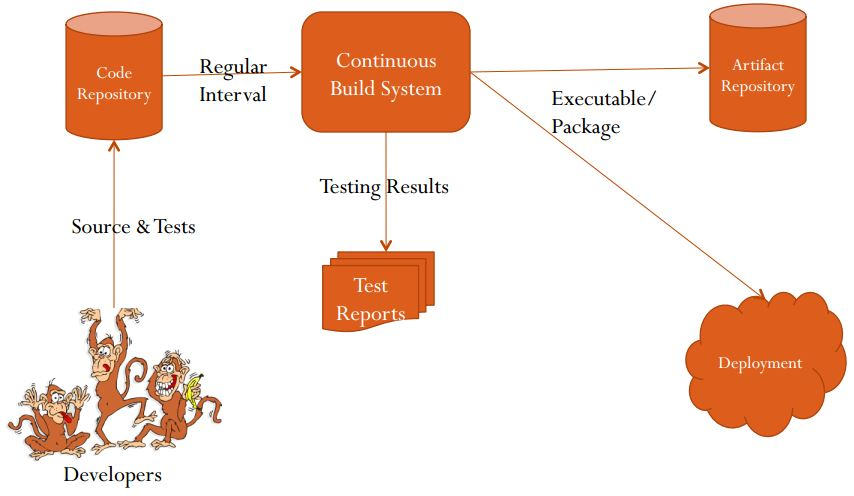 Code
Repository
Regular
Interval
Continuous
Build System
Executable/
Package
Artifact
Repository
Source & Tests
Testing Results
Test
Reports
Deployment
Developers